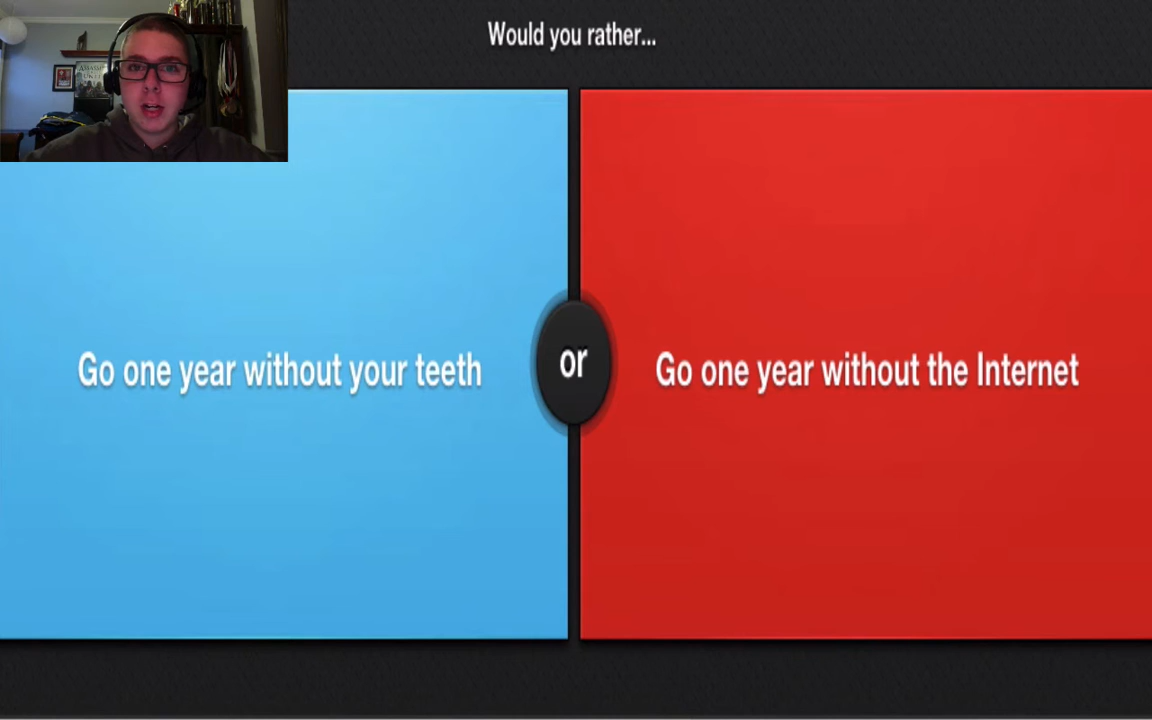 Would you rather...
Go one year without your teeth
or
Go one year without the Internet